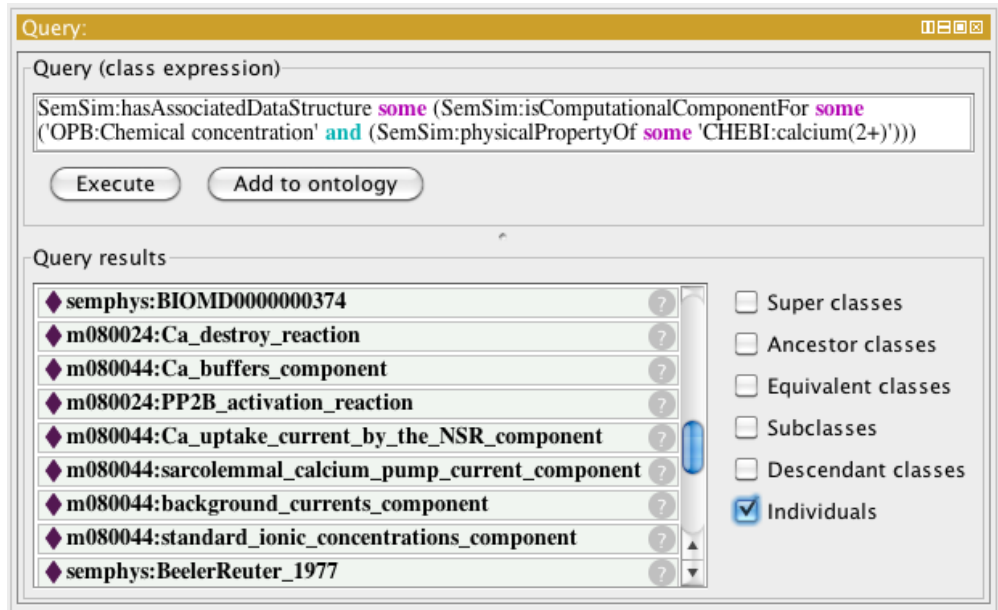 Query:
Query (class expression)
SemSim:hasAssociatedDataStructure some (SemSim:isComputationalComponentFor some
('OPB:Chemical concentration' and (SemSim:physicalPropertyOf some 'CHEBI:calcium(2+)')))
Execute Add to ontology
Query results
semphys:BIOMD0000000374 ?
m080024:Ca_destroy_reaction ?
m080044:Ca_buffers_component ?
m080024:PP2B_activation_reaction ?
m080044:Ca_uptake_current_by_the_NSR_component ?
m080044:sarcolemmal_calcium_pump_current_component ?
m080044:background_currents_component ?
m080044:standard_ionic_concentrations_component ?
semphys:BeelerReuter_1977 ?
Super classes
Ancestor classes
Equivalent classes
Subclasses
Descendant classes
Individuals